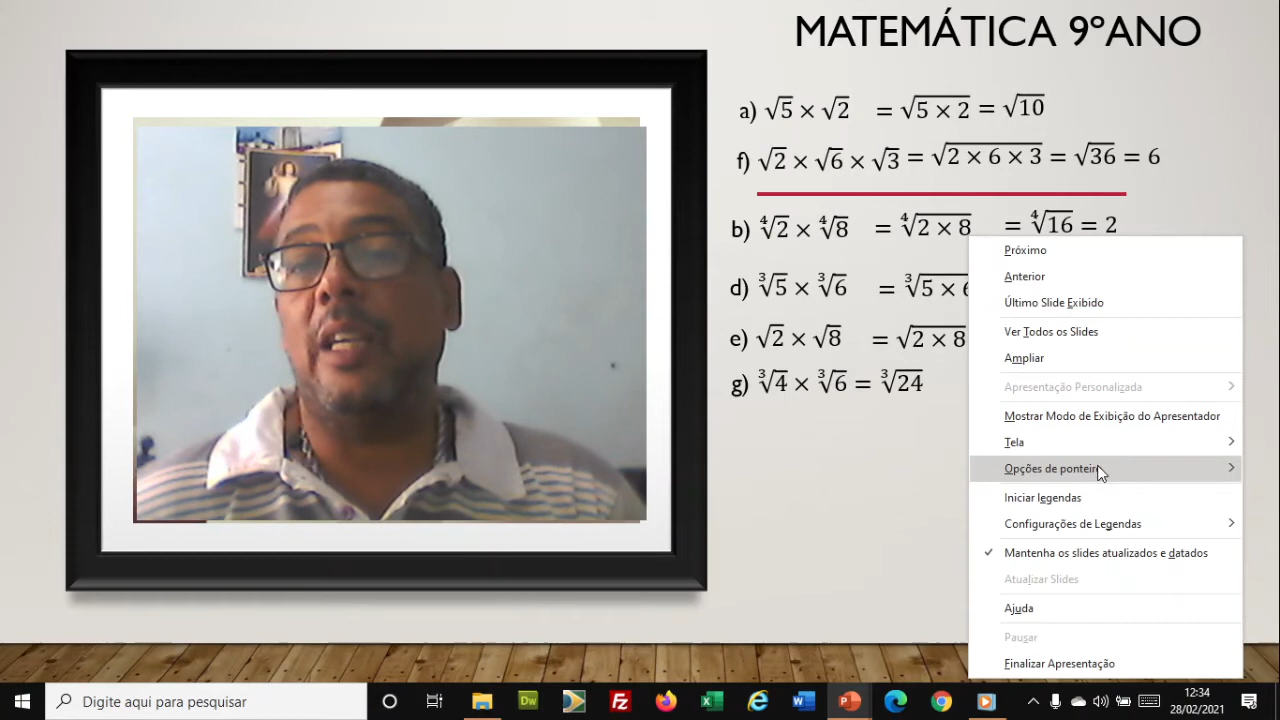 MATEMÁTICA 9ºANO
a) √5 × √2 = √(5 × 2) = √10
f) √2 × √6 × √3 = √(2 × 6 × 3) = √36 = 6
b) ∜2 × ∜8 = ∜(2 × 8) = ∜16 = 2
d) ∛5 × ∛6 = ∛(5 × 6
e) √2 × √8 = √(2 × 8
g) ∛4 × ∛6 = ∛24
Próximo
Anterior
Último Slide Exibido
Ver Todos os Slides
Ampliar
Apresentação Personalizada
Mostrar Modo de Exibição do Apresentador
Tela
Opções de ponteiro
Iniciar legendas
Configurações de Legendas
Mantenha os slides atualizados e datados
Atualizar Slides
Ajuda
Pausar
Finalizar Apresentação
Digite aqui para pesquisar
12:34
28/02/2021